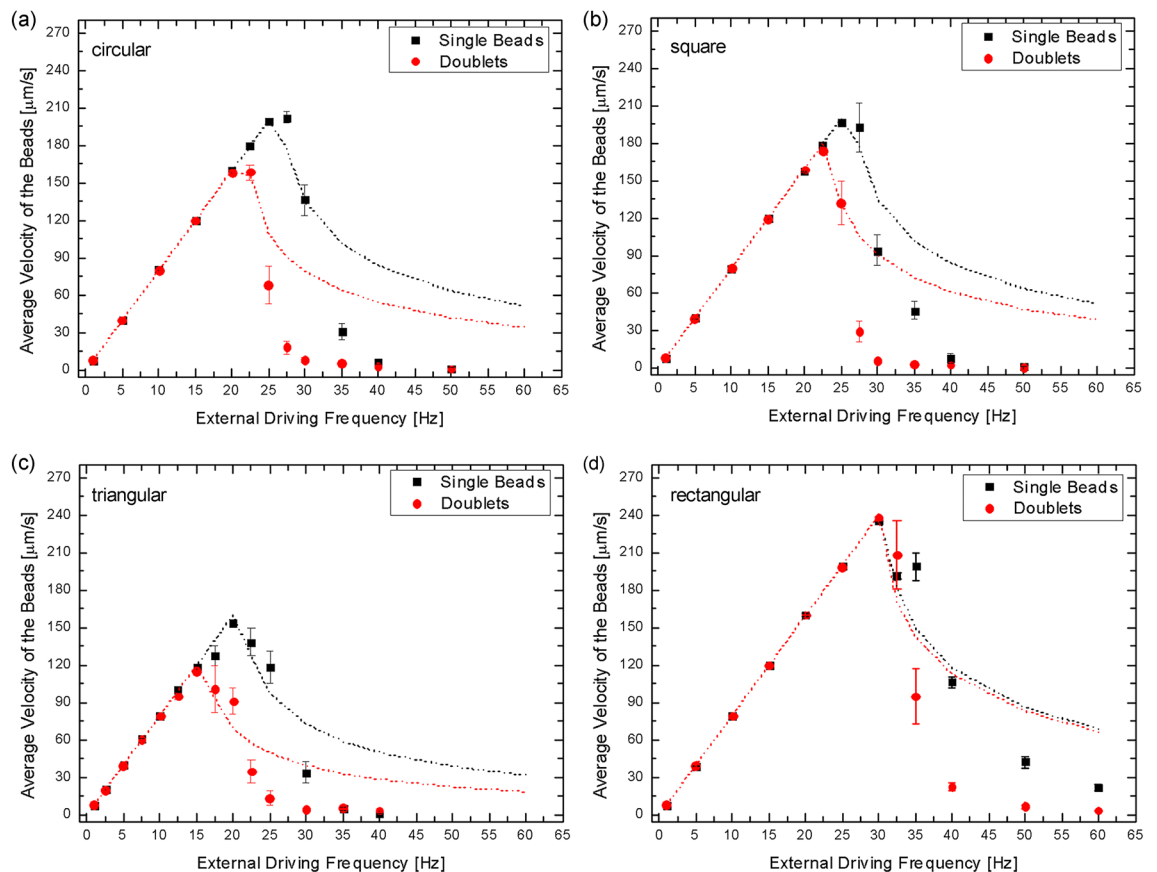 (a)
circular
Single Beads
Doublets
270
240
210
180
150
120
90
60
30
0
Average Velocity of the Beads [μm/s]
0 5 10 15 20 25 30 35 40 45 50 55 60 65
External Driving Frequency [Hz]
(b)
square
Single Beads
Doublets
270
240
210
180
150
120
90
60
30
0
Average Velocity of the Beads [μm/s]
0 5 10 15 20 25 30 35 40 45 50 55 60 65
External Driving Frequency [Hz]
(c)
triangular
Single Beads
Doublets
270
240
210
180
150
120
90
60
30
0
Average Velocity of the Beads [μm/s]
0 5 10 15 20 25 30 35 40 45 50 55 60 65
External Driving Frequency [Hz]
(d)
rectangular
Single Beads
Doublets
270
240
210
180
150
120
90
60
30
0
Average Velocity of the Beads [μm/s]
0 5 10 15 20 25 30 35 40 45 50 55 60 65
External Driving Frequency [Hz]